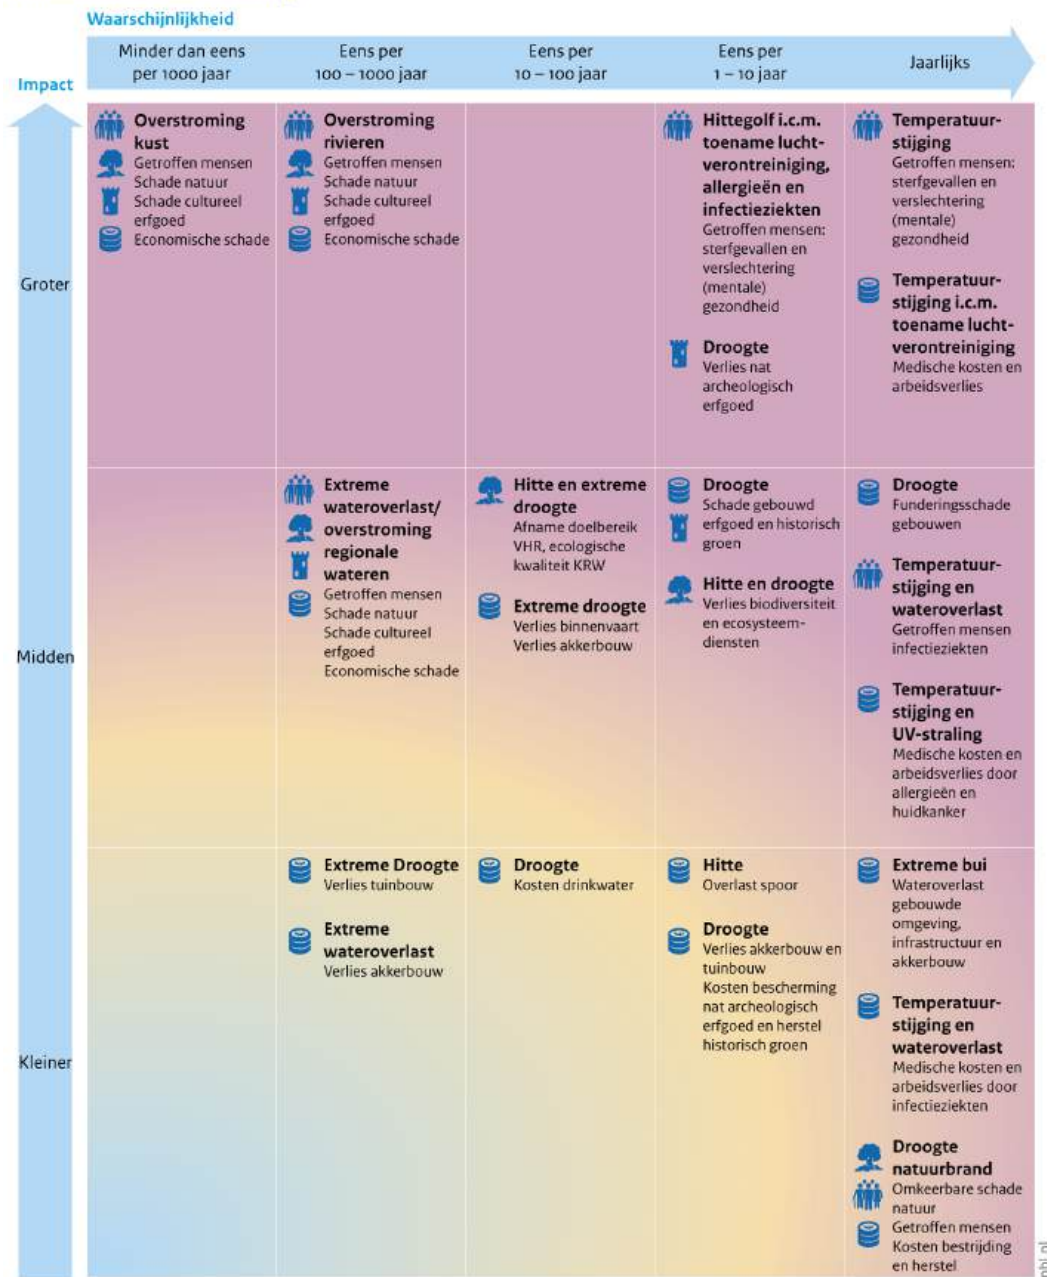 Waarschijnlijkheid
Minder dan eens
per 1000 jaar
Eens per
100 – 1000 jaar
Eens per
10 – 100 jaar
Eens per
1 – 10 jaar
Jaarlijks
Impact
Groter
Overstroming
kust
Getroffen mensen
Schade natuur
Schade cultureel
erfgoed
Economische schade
Overstroming
rivieren
Getroffen mensen
Schade natuur
Schade cultureel
erfgoed
Economische schade
Hittegolf i.c.m.
toename lucht-
verontreiniging,
allergieën en
infectieziekten
Getroffen mensen:
sterfgevallen en
verslechtering
(mentale)
gezondheid
Droogte
Verlies nat
archeologisch
erfgoed
Temperatuur-
stijging
Getroffen mensen:
sterfgevallen en
verslechtering
(mentale)
gezondheid
Temperatuur-
stijging i.c.m.
toename lucht-
verontreiniging
Medische kosten en
arbeidsverlies
Midden
Extreme
wateroverlast/
overstroming
regionale
wateren
Getroffen mensen
Schade natuur
Schade cultureel
erfgoed
Economische schade
Hitte en extreme
droogte
Afname doelbereik
VHR, ecologische
kwaliteit KRW
Extreme droogte
Verlies binnenvaart
Verlies akkerbouw
Droogte
Schade gebouwd
erfgoed en historisch
groen
Hitte en droogte
Verlies biodiversiteit
en ecosysteem-
diensten
Droogte
Funderingsschade
gebouwen
Temperatuur-
stijging en
wateroverlast
Getroffen mensen
infectieziekten
Temperatuur-
stijging en
UV-straling
Medische kosten en
arbeidsverlies door
allergieën en
huidkanker
Kleiner
Extreme Droogte
Verlies tuinbouw
Extreme
wateroverlast
Verlies akkerbouw
Droogte
Kosten drinkwater
Hitte
Overlast spoor
Droogte
Verlies akkerbouw en
tuinbouw
Kosten bescherming
nat archeologisch
erfgoed en herstel
historisch groen
Extreme bui
Wateroverlast
gebouwde
omgeving,
infrastructuur en
akkerbouw
Temperatuur-
stijging en
wateroverlast
Medische kosten en
arbeidsverlies door
infectieziekten
Droogte
natuurbrand
Omkeerbare schade
natuur
Getroffen mensen
Kosten bestrijding
en herstel
pbl.nl